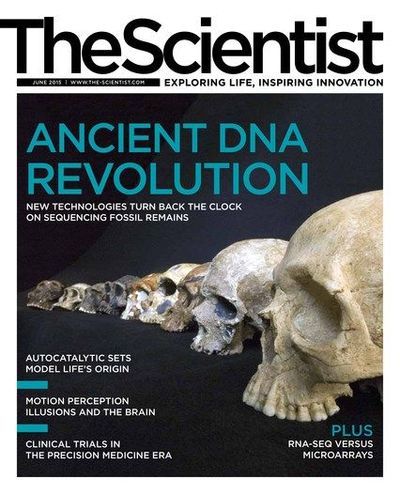 TheScientist
JUNE 2015 | WWW.THE-SCIENTIST.COM
EXPLORING LIFE, INSPIRING INNOVATION
ANCIENT DNA
REVOLUTION
NEW TECHNOLOGIES TURN BACK THE CLOCK
ON SEQUENCING FOSSIL REMAINS
AUTOCATALYTIC SETS
MODEL LIFE'S ORIGIN
MOTION PERCEPTION
ILLUSIONS AND THE BRAIN
CLINICAL TRIALS IN
THE PRECISION MEDICINE ERA
PLUS
RNA-SEQ VERSUS
MICROARRAYS